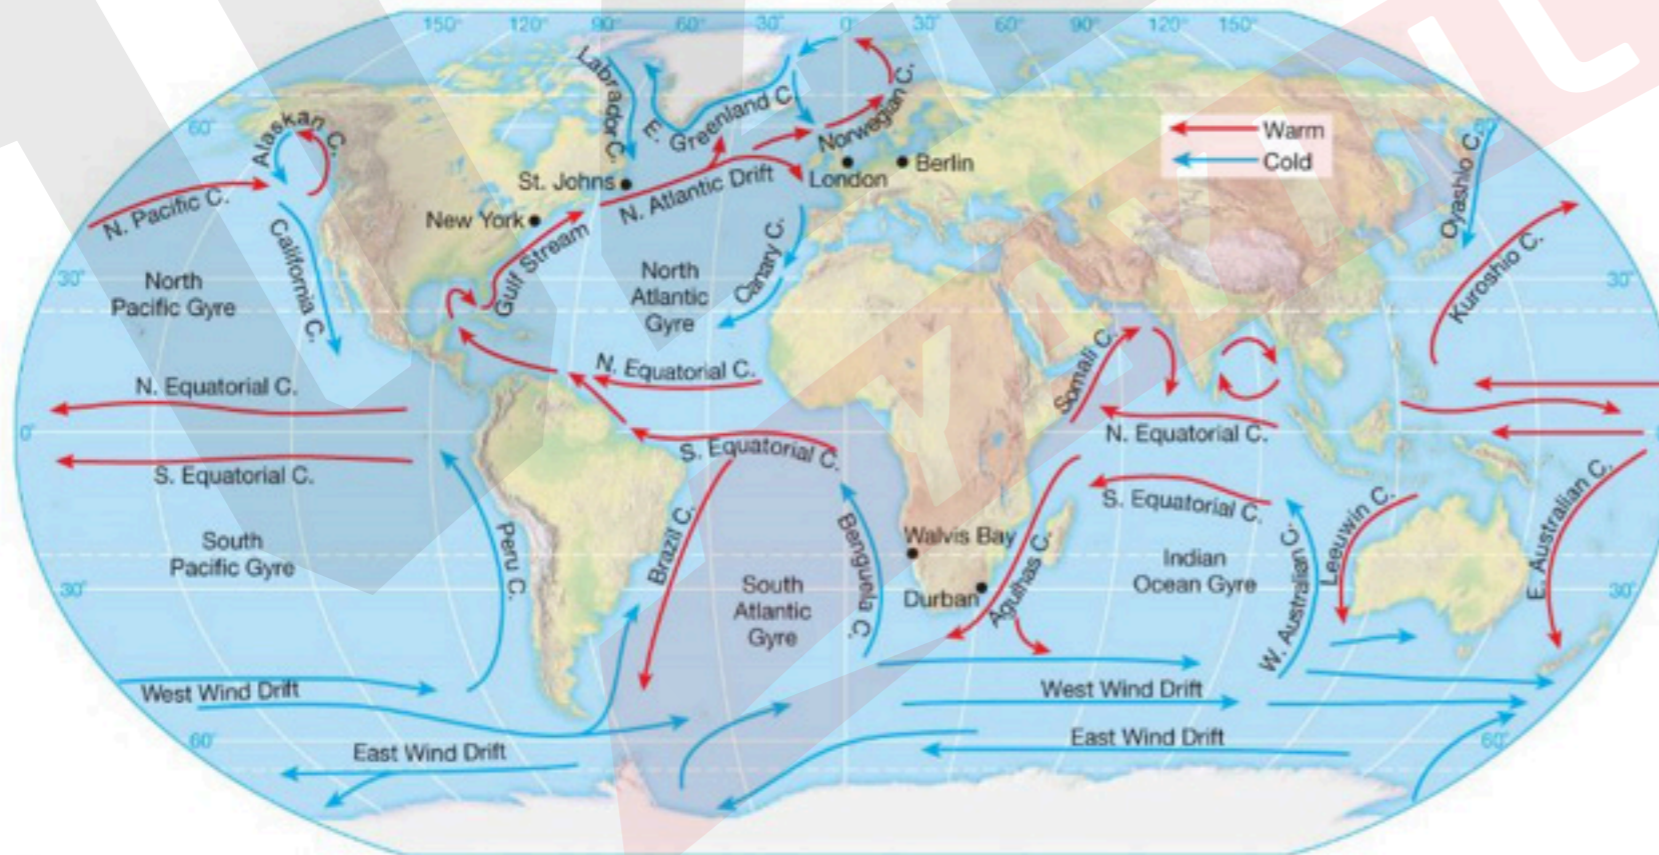 150°
90°
60°
30°
0°
30°
60°
90°
120°
150°
Labrador C.
E. Greenland C.
Norwegian C.
60°
Alaskan C.
Warm
Cold
Oyashio C.
St. Johns
London
Berlin
N. Pacific C.
N. Atlantic Drift
New York
Gulf Stream
California C.
Canary C.
Kuroshio C.
30°
North
Pacific Gyre
North
Atlantic
Gyre
30°
N. Equatorial C.
N. Equatorial C.
Somali C.
N. Equatorial C.
0°
S. Equatorial C.
S. Equatorial C.
S. Equatorial C.
Leeuwin C.
E. Australian C.
South
Pacific Gyre
Peru C.
Brazil C.
Benguela C.
Walvis Bay
Durban
Agulhas C.
Indian
Ocean Gyre
W. Australian C.
30°
South
Atlantic
Gyre
30°
West Wind Drift
West Wind Drift
60°
East Wind Drift
East Wind Drift
60°